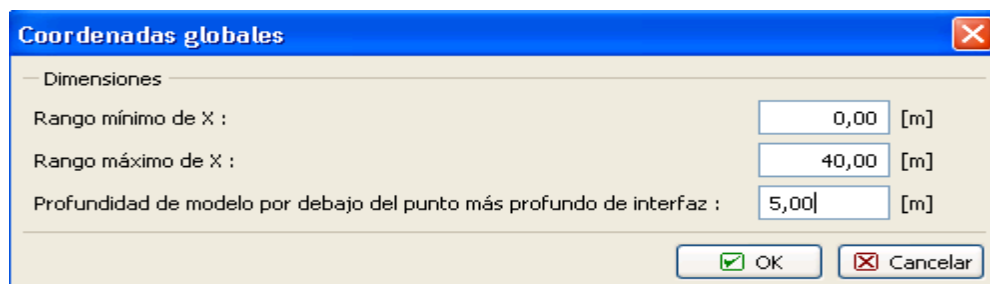 Coordenadas globales
Dimensiones
Rango mínimo de X : 0,00 [m]
Rango máximo de X : 40,00 [m]
Profundidad de modelo por debajo del punto más profundo de interfaz : 5,00 [m]
OK Cancelar